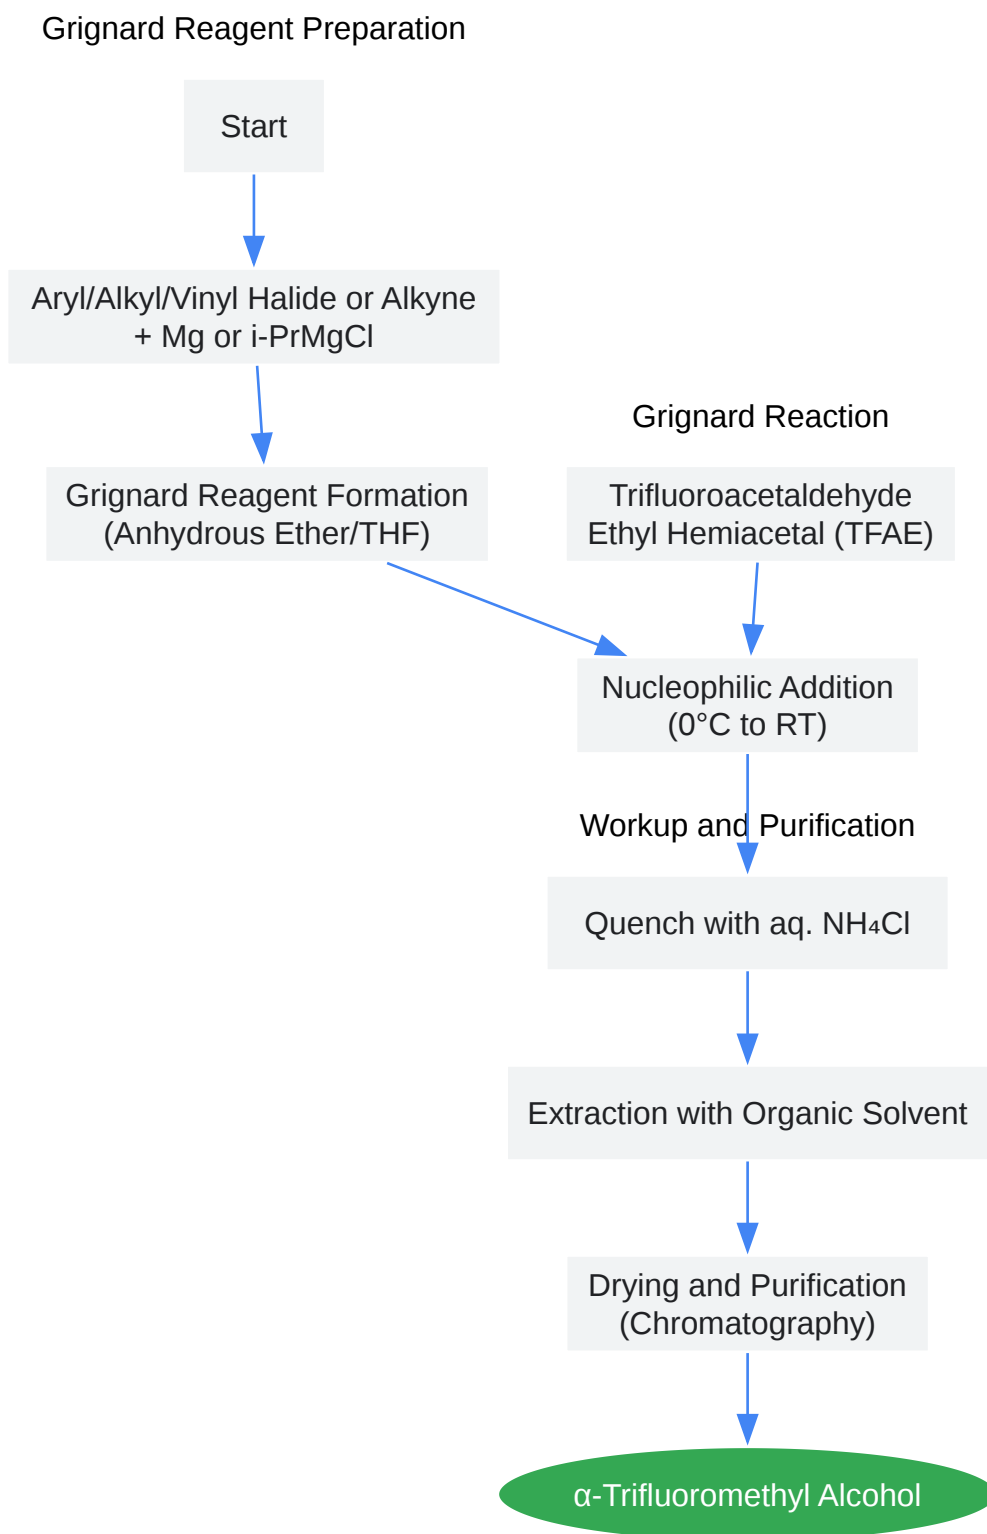 Grignard Reagent Preparation
Start
Aryl/Alkyl/Vinyl Halide or Alkyne
+ Mg or i-PrMgCl
Grignard Reagent Formation
(Anhydrous Ether/THF)
Grignard Reaction
Trifluoroacetaldehyde
Ethyl Hemiacetal (TFAE)
Nucleophilic Addition
(0°C to RT)
Workup and Purification
Quench with aq. NH₄Cl
Extraction with Organic Solvent
Drying and Purification
(Chromatography)
α-Trifluoromethyl Alcohol